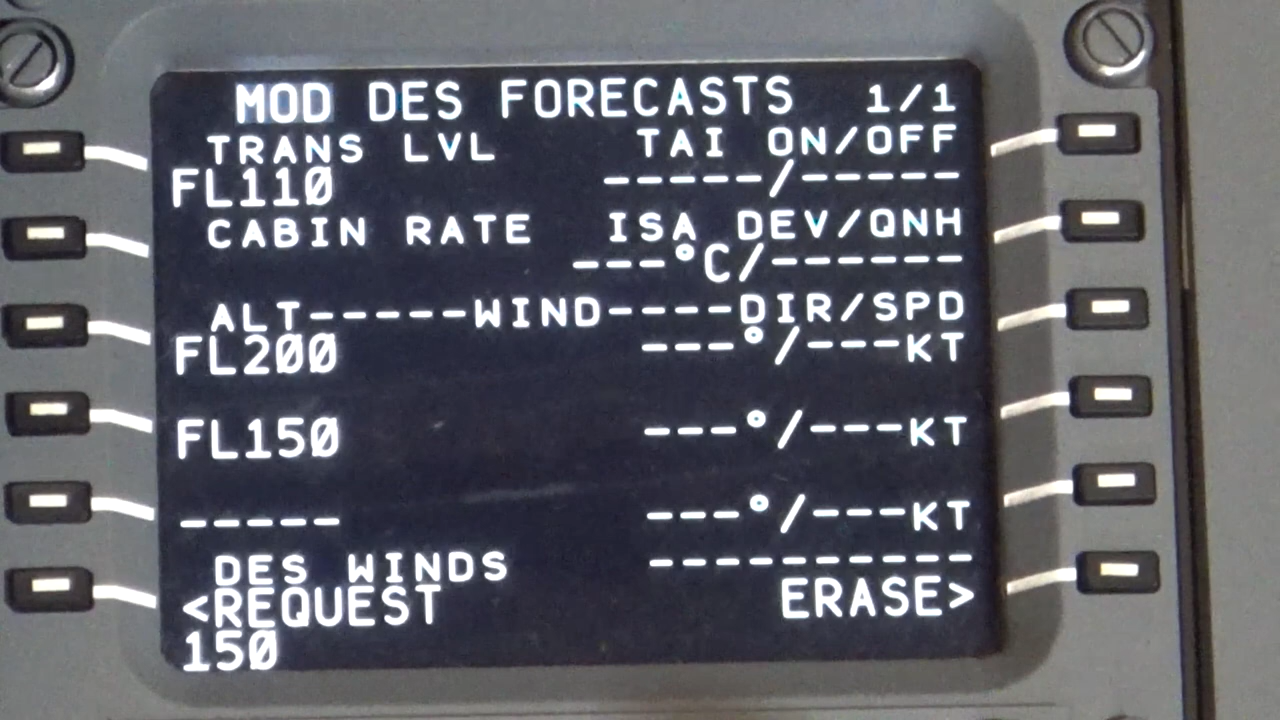 MOD DES FORECASTS 1/1
TRANS LVL TAI ON/OFF
FL110 -----/-----
CABIN RATE ISA DEV/QNH
---°C/------
ALT-----WIND----DIR/SPD
FL200 ---°/---KT
FL150 ---°/---KT
----- ---°/---KT
DES WINDS -----------
<REQUEST ERASE>
150